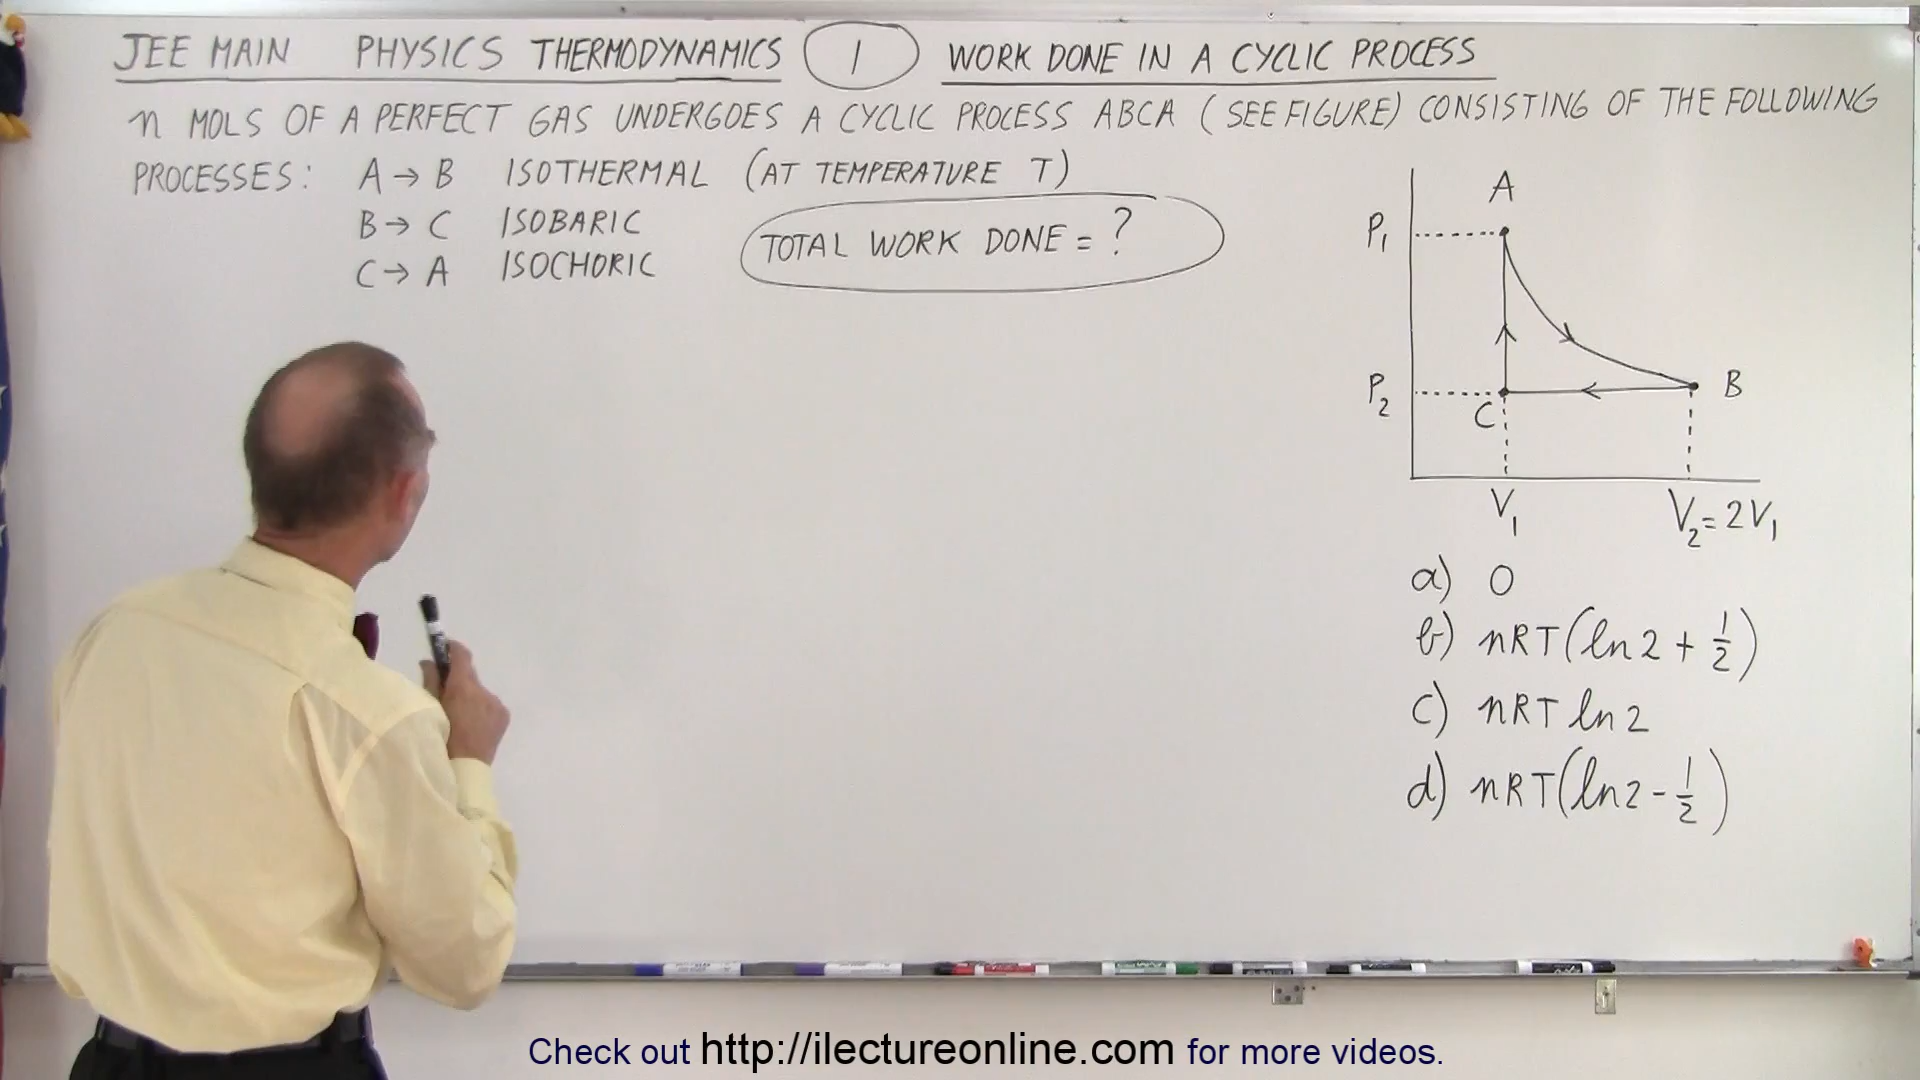 JEE MAIN PHYSICS THERMODYNAMICS 1 WORK DONE IN A CYCLIC PROCESS
n MOLS OF A PERFECT GAS UNDERGOES A CYCLIC PROCESS ABCA (SEE FIGURE) CONSISTING OF THE FOLLOWING
PROCESSES: A → B ISOTHERMAL (AT TEMPERATURE T)
B → C ISOBARIC
C → A ISOCHORIC
TOTAL WORK DONE = ?
A
P₁
P₂
C
B
V₁
V₂ = 2V₁
a) 0
b) nRT(ln2 + 1/2)
c) nRT ln2
d) nRT(ln2 - 1/2)
Check out http://ilectureonline.com for more videos.